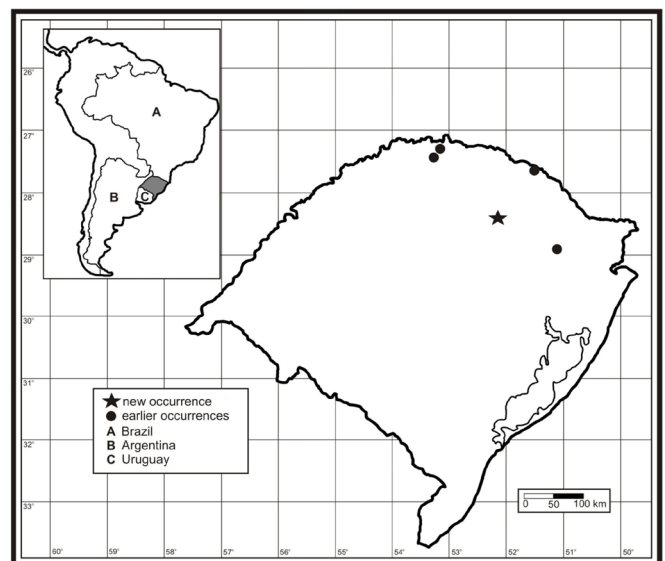 A
B
C
26°
27°
28°
29°
30°
31°
32°
33°
new occurrence
earlier occurrences
A Brazil
B Argentina
C Uruguay
0 50 100 km
60° 59° 58° 57° 56° 55° 54° 53° 52° 51° 50°